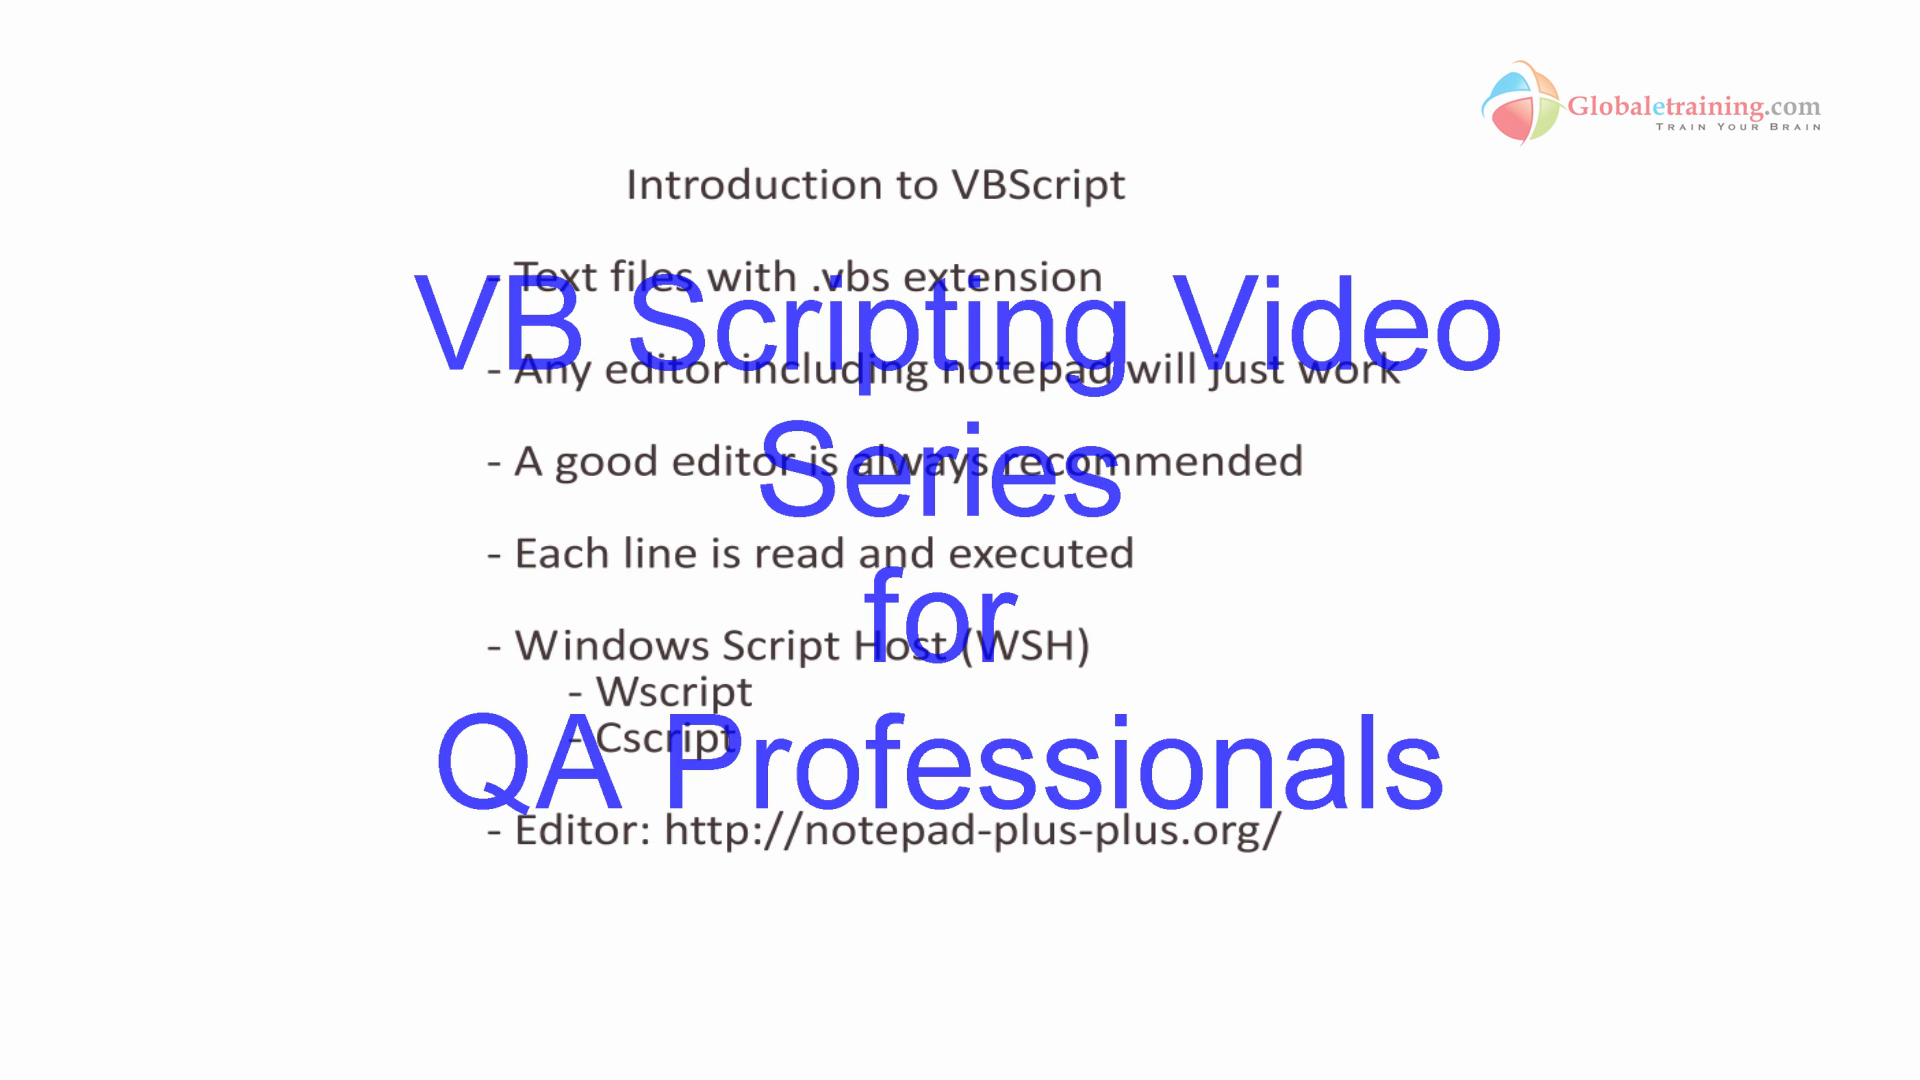 Globaletraining.com
TRAIN YOUR BRAIN
Introduction to VBScript
- Text files with .vbs extension
VB Scripting Video
- Any editor including notepad will just work
- A good editor is always recommended
Series
- Each line is read and executed
for
- Windows Script Host (WSH)
- Wscript
- Cscript
QA Professionals
- Editor: http://notepad-plus-plus.org/